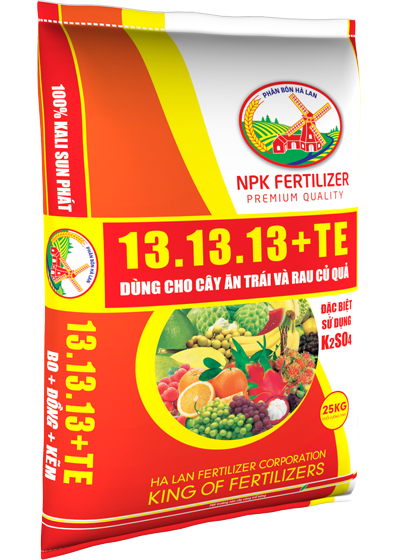 PHÂN BÓN HÀ LAN
NPK FERTILIZER
PREMIUM QUALITY
13.13.13+TE
DÙNG CHO CÂY ĂN TRÁI VÀ RAU CỦ QUẢ
ĐẶC BIỆT
SỬ DỤNG
K₂SO₄
25KG
HA LAN FERTILIZER CORPORATION
KING OF FERTILIZERS
100% KALI SUN PHÁT
PHÂN BÓN HÀ LAN
13.13.13+TE
BO + ĐỒNG + KẼM